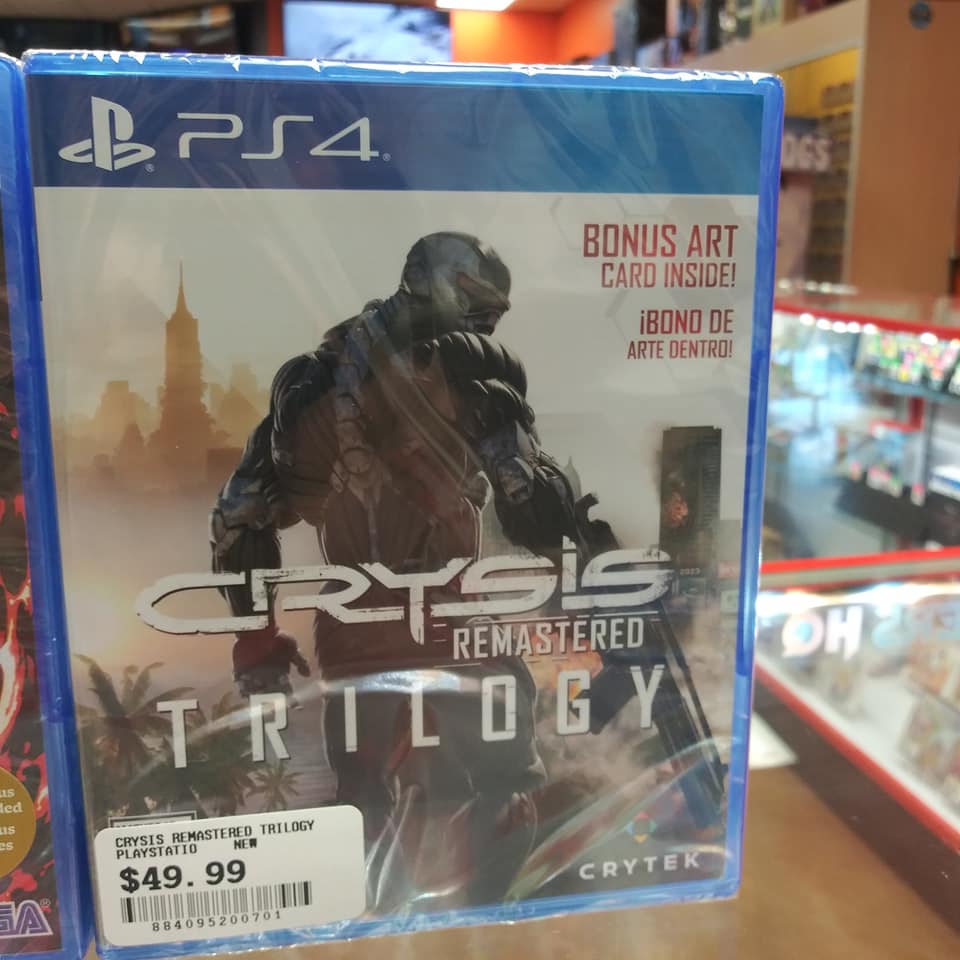 PS4
BONUS ART
CARD INSIDE!
¡BONO DE
ARTE DENTRO!
CRYSIS
REMASTERED
TRILOGY
CRYSIS REMASTERED TRILOGY
PLAYSTATIO NEW
$49.99
884095200701
CRYTEK